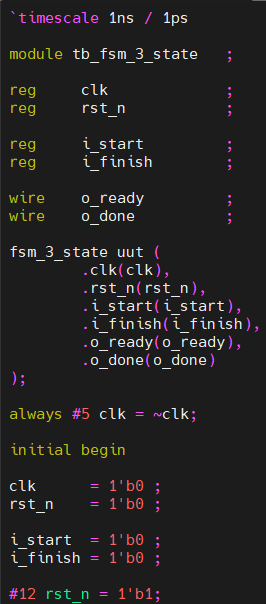 `timescale 1ns / 1ps
module tb_fsm_3_state ;
reg clk ;
reg rst_n ;
reg i_start ;
reg i_finish ;
wire o_ready ;
wire o_done ;
fsm_3_state uut (
.clk(clk),
.rst_n(rst_n),
.i_start(i_start),
.i_finish(i_finish),
.o_ready(o_ready),
.o_done(o_done)
);
always #5 clk = ~clk;
initial begin
clk = 1'b0 ;
rst_n = 1'b0 ;
i_start = 1'b0 ;
i_finish = 1'b0 ;
#12 rst_n = 1'b1;